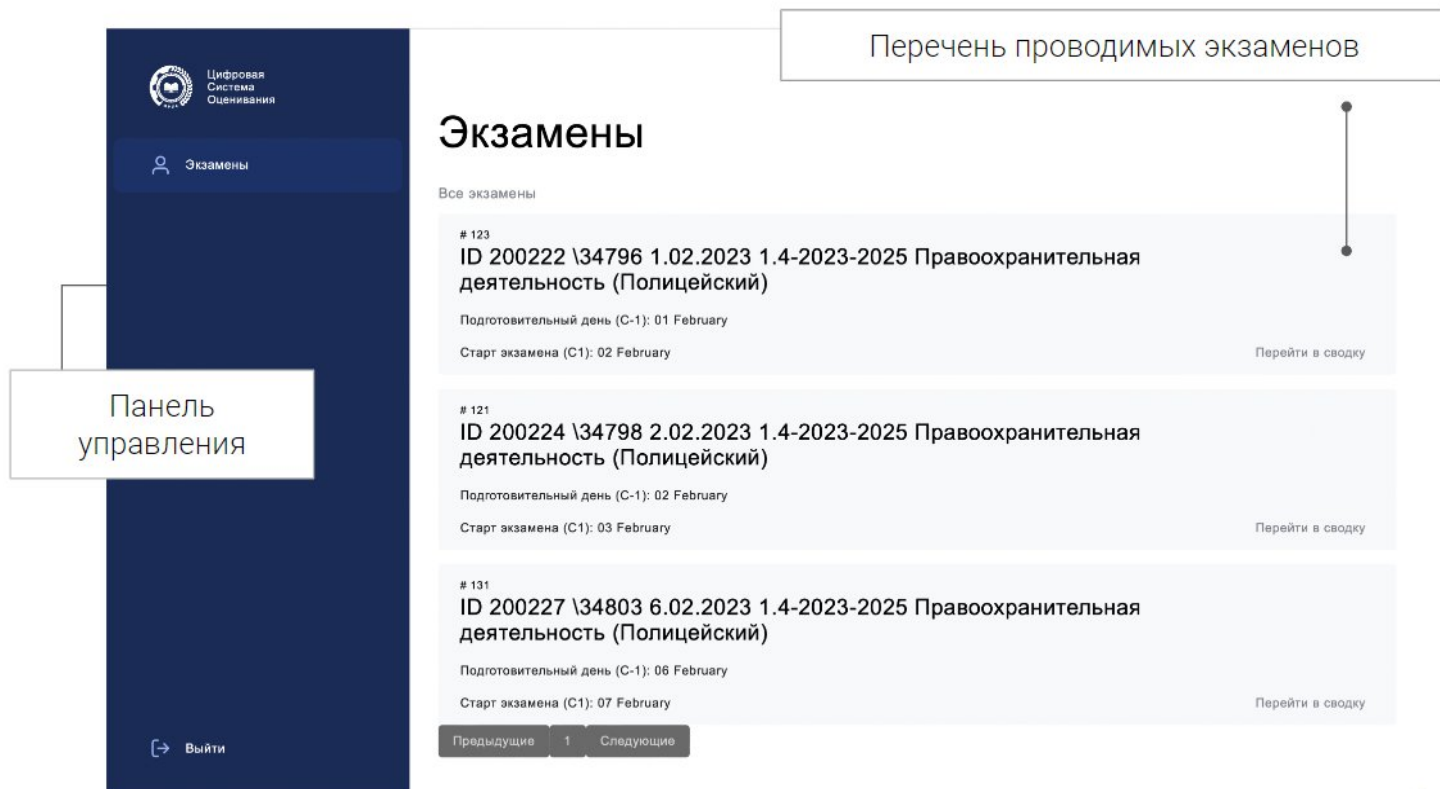 Перечень проводимых экзаменов
Цифровая
Система
Оценивания
Экзамены
Панель
управления
Выйти
Экзамены
Все экзамены
# 123
ID 200222 \34796 1.02.2023 1.4-2023-2025 Правоохранительная
деятельность (Полицейский)
Подготовительный день (С-1): 01 February
Старт экзамена (С1): 02 February
Перейти в сводку
# 121
ID 200224 \34798 2.02.2023 1.4-2023-2025 Правоохранительная
деятельность (Полицейский)
Подготовительный день (С-1): 02 February
Старт экзамена (С1): 03 February
Перейти в сводку
# 131
ID 200227 \34803 6.02.2023 1.4-2023-2025 Правоохранительная
деятельность (Полицейский)
Подготовительный день (С-1): 06 February
Старт экзамена (С1): 07 February
Перейти в сводку
Предыдущие 1 Следующие